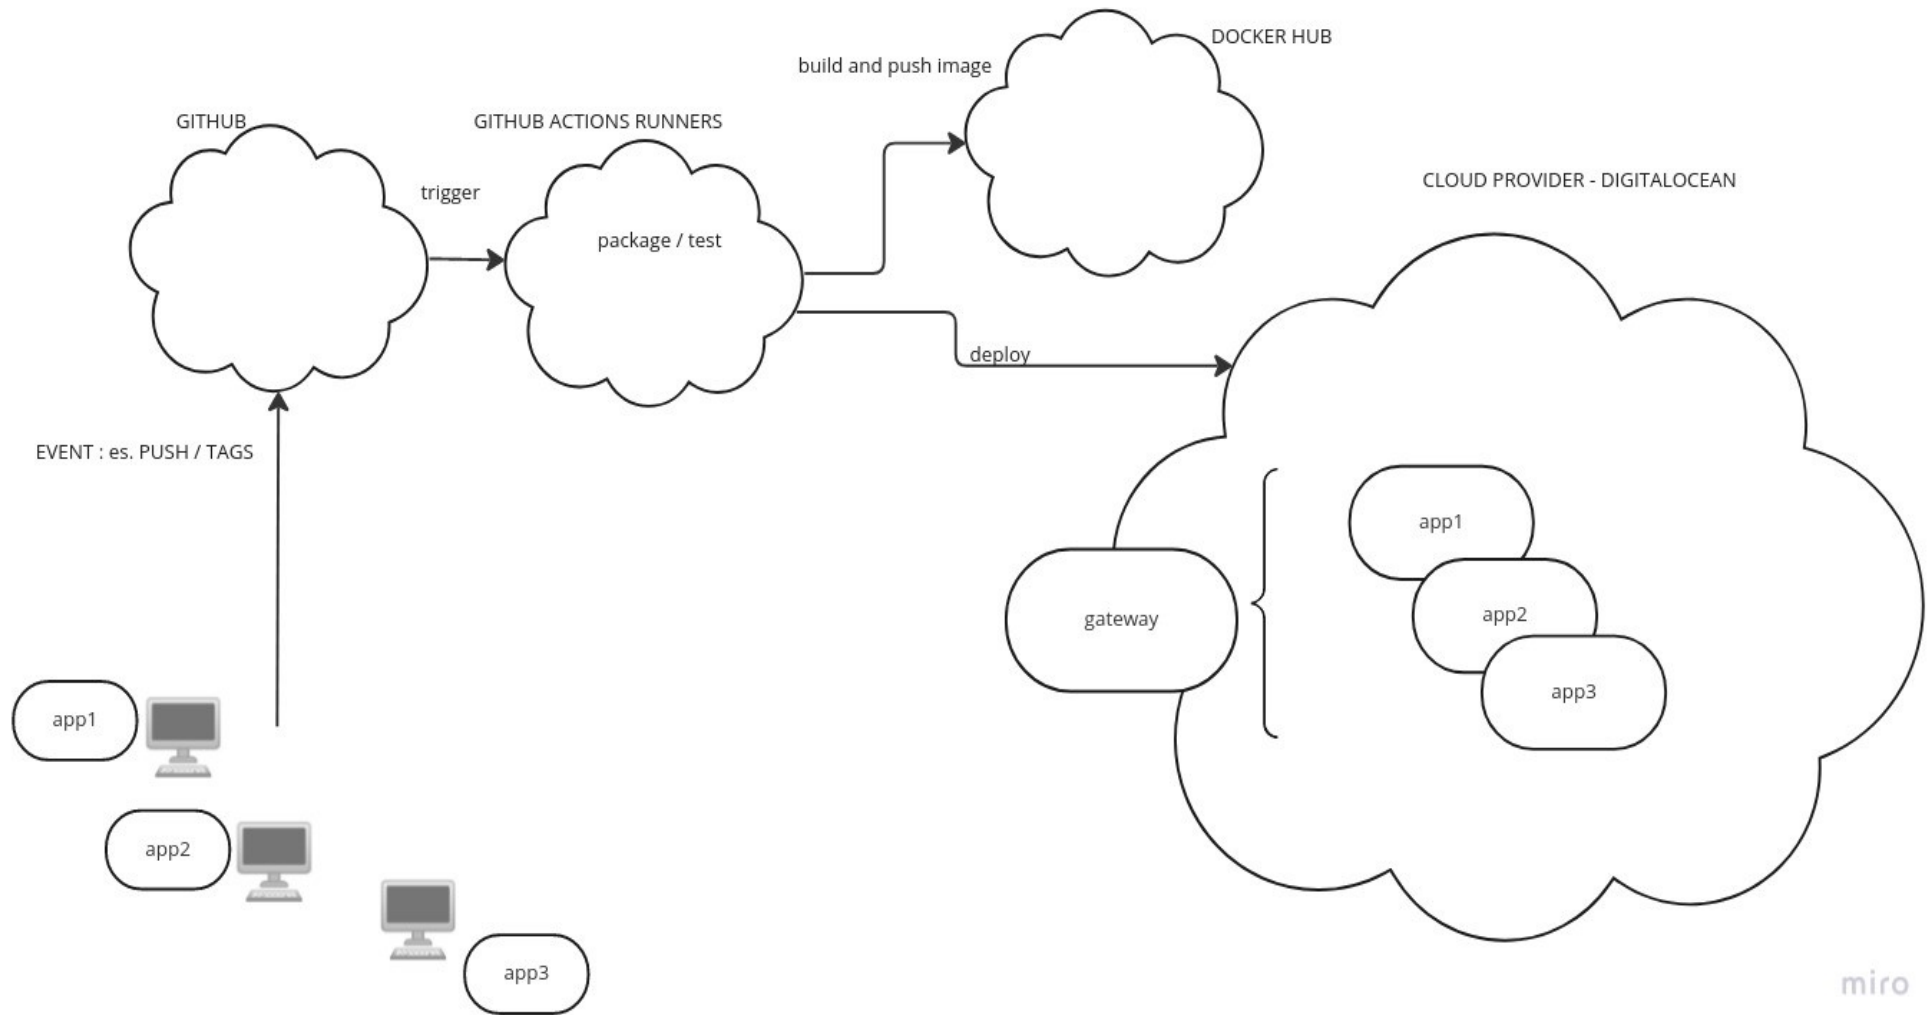 DOCKER HUB
build and push image
GITHUB
GITHUB ACTIONS RUNNERS
CLOUD PROVIDER - DIGITALOCEAN
trigger
package / test
deploy
EVENT : es. PUSH / TAGS
app1
app2
app3
gateway
app1
app2
app3
miro